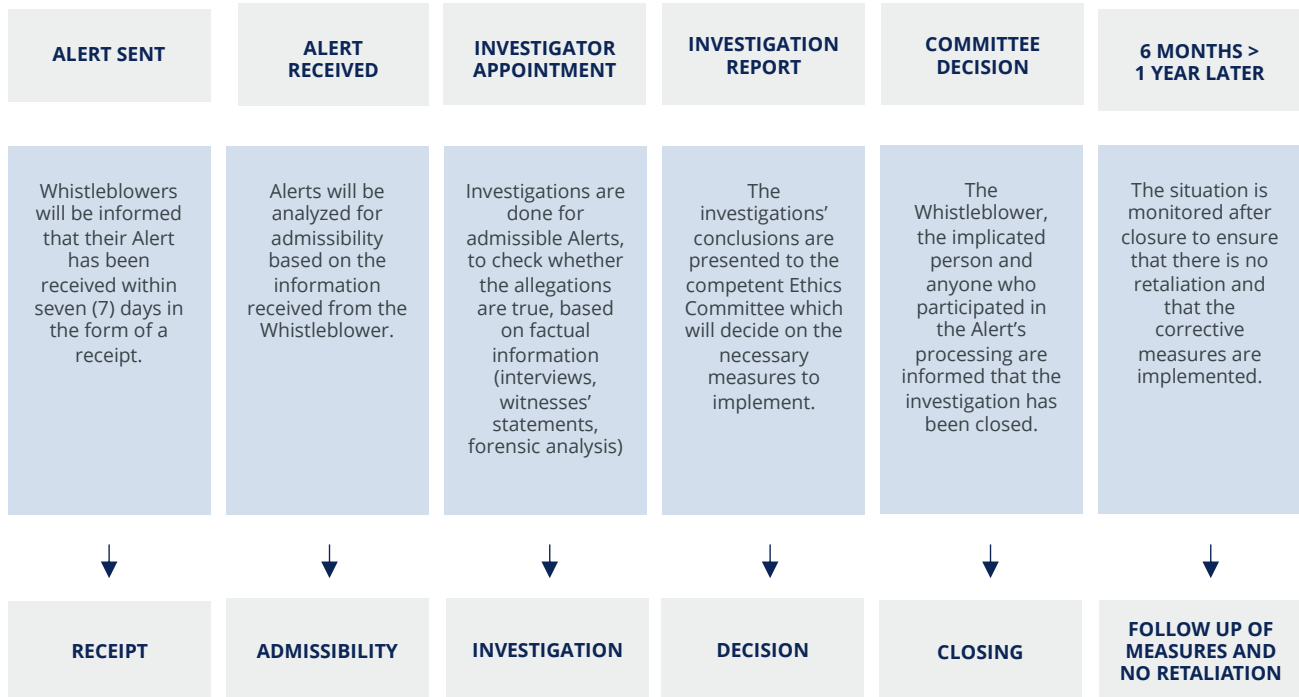 ALERT SENT
ALERT
RECEIVED
INVESTIGATOR
APPOINTMENT
INVESTIGATION
REPORT
COMMITTEE
DECISION
6 MONTHS >
1 YEAR LATER
Whistleblowers
will be informed
that their Alert
has been
received within
seven (7) days in
the form of a
receipt.
Alerts will be
analyzed for
admissibility
based on the
information
received from the
Whistleblower.
Investigations are
done for
admissible Alerts,
to check whether
the allegations
are true, based
on factual
information
(interviews,
witnesses’
statements,
forensic analysis)
The
investigations’
conclusions are
presented to the
competent Ethics
Committee which
will decide on the
necessary
measures to
implement.
The
Whistleblower,
the implicated
person and
anyone who
participated in
the Alert’s
processing are
informed that the
investigation has
been closed.
The situation is
monitored after
closure to ensure
that there is no
retaliation and
that the
corrective
measures are
implemented.
RECEIPT
ADMISSIBILITY
INVESTIGATION
DECISION
CLOSING
FOLLOW UP OF
MEASURES AND
NO RETALIATION